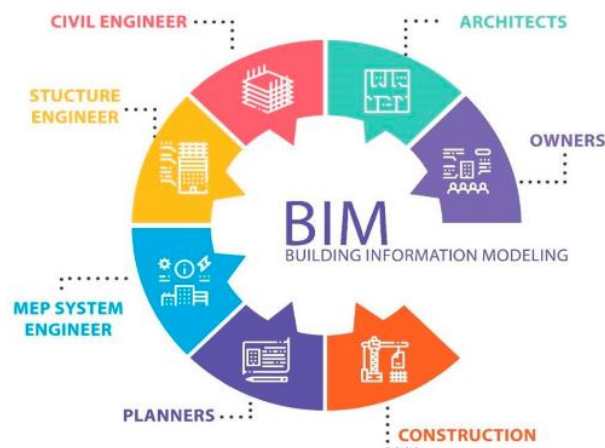 CIVIL ENGINEER
ARCHITECTS
STUCTURE
ENGINEER
OWNERS
BIM
BUILDING INFORMATION MODELING
MEP SYSTEM
ENGINEER
PLANNERS
CONSTRUCTION